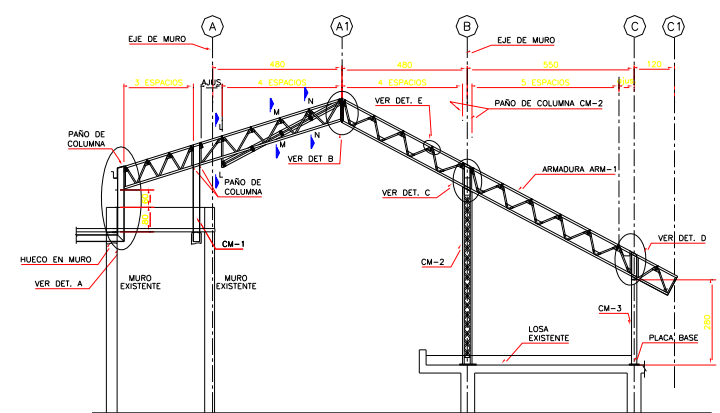 A
A1
B
C
C1
EJE DE MURO
EJE DE MURO
480
480
550
120
3 ESPACIOS
AJUS.
4 ESPACIOS
4 ESPACIOS
5 ESPACIOS
N
M
VER DET. E
PAÑO DE COLUMNA CM-2
L
N
M
PAÑO DE
COLUMNA
VER DET B
L
ARMADURA ARM-1
PAÑO DE
COLUMNA
VER DET. C
CM-1
VER DET. D
HUECO EN MURO
CM-2
VER DET. A
MURO
EXISTENTE
MURO
EXISTENTE
CM-3
280
LOSA
EXISTENTE
PLACA BASE